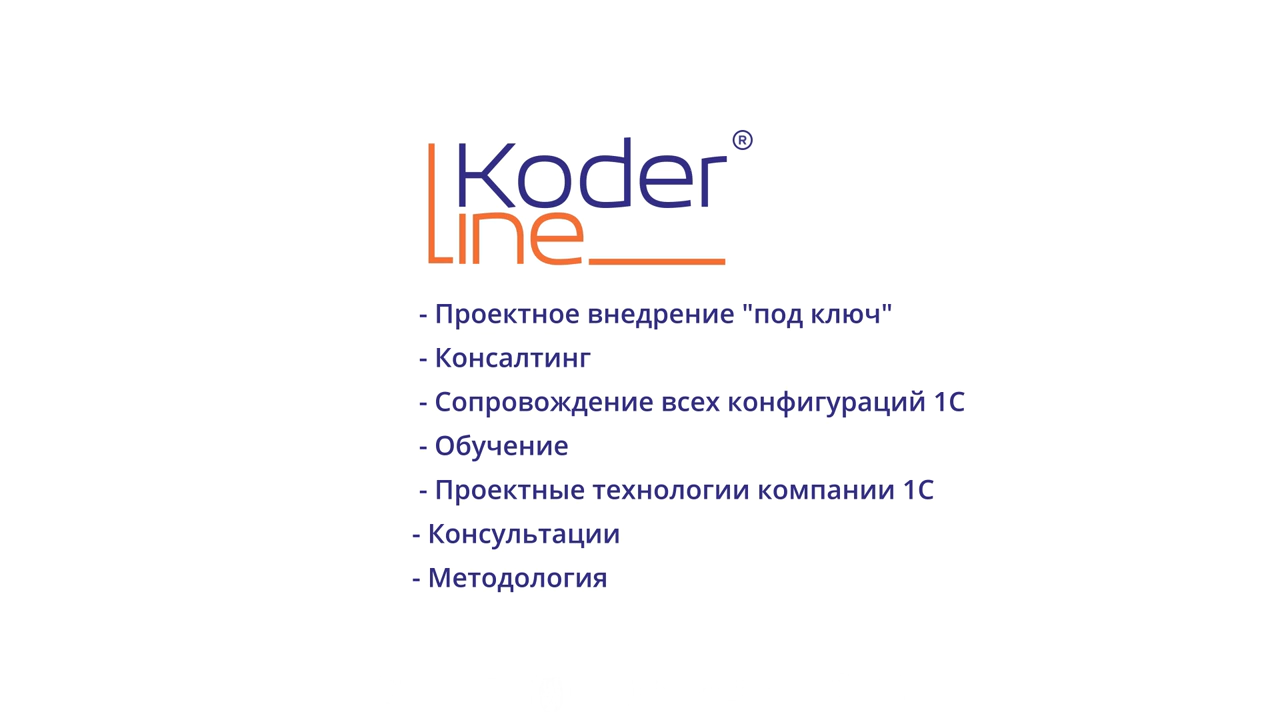 Koder®
Line
- Проектное внедрение "под ключ"
- Консалтинг
- Сопровождение всех конфигураций 1С
- Обучение
- Проектные технологии компании 1С
- Консультации
- Методология